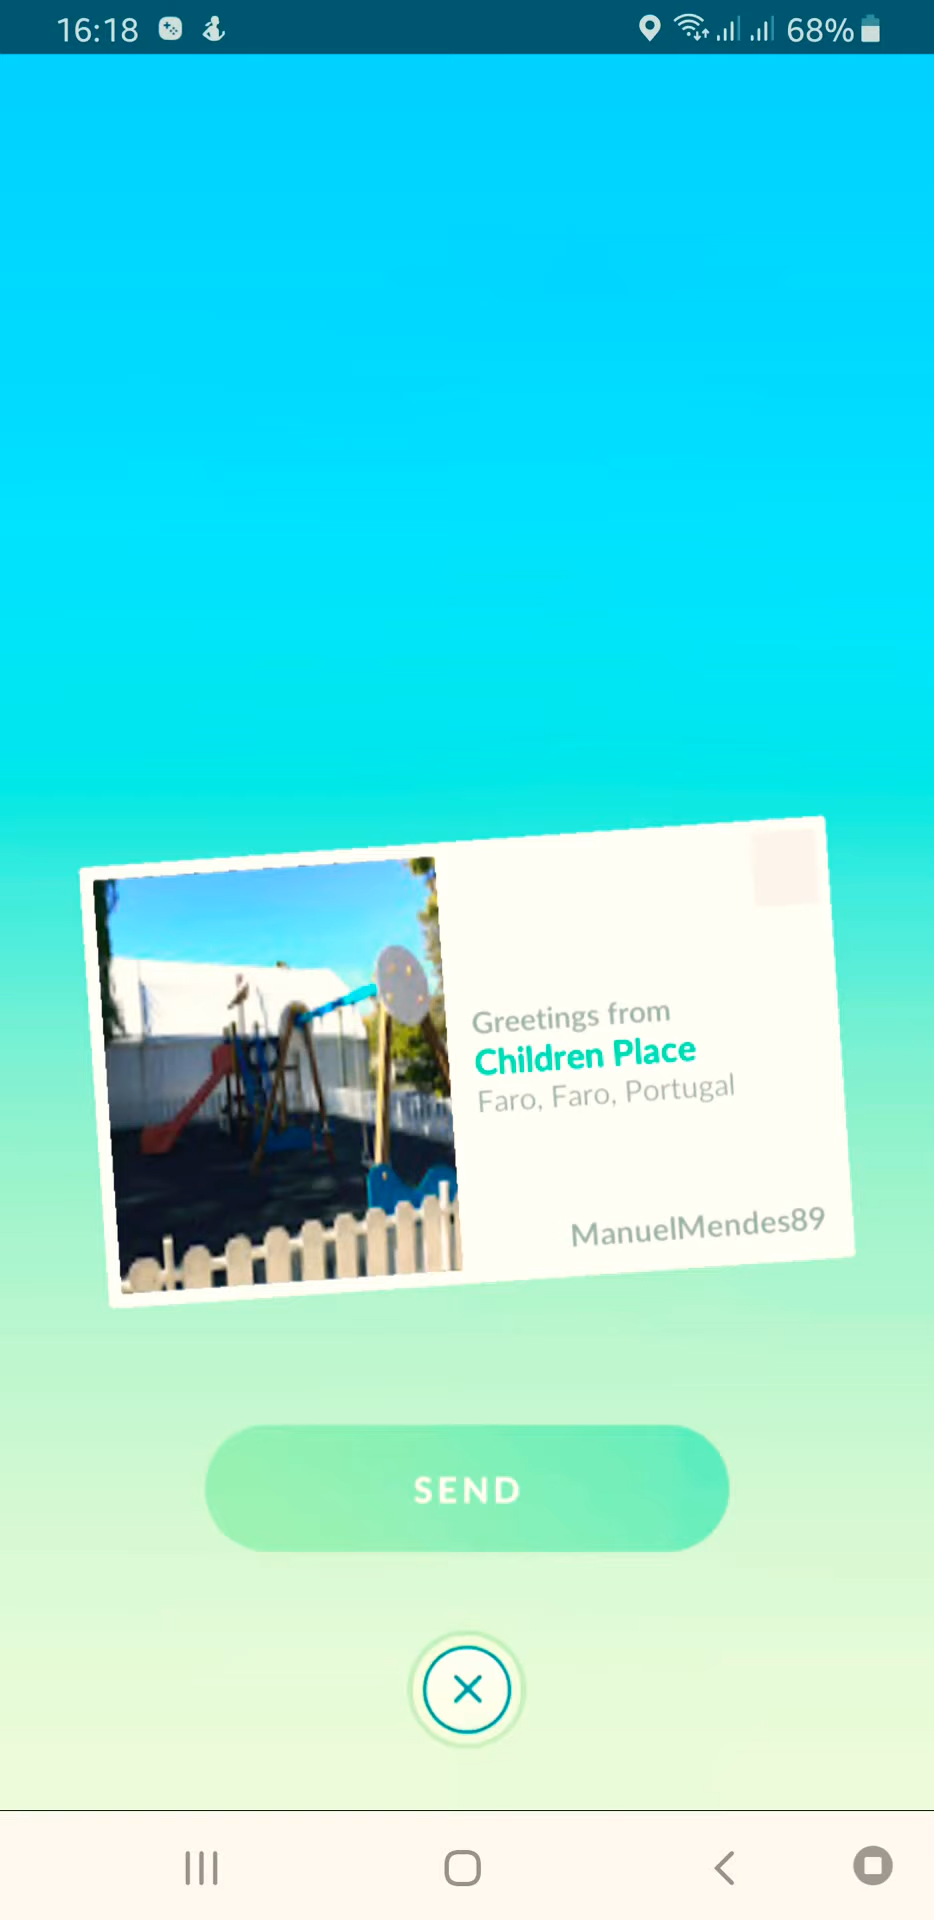 16:18
68%
Greetings from
Children Place
Faro, Faro, Portugal
ManuelMendes89
SEND